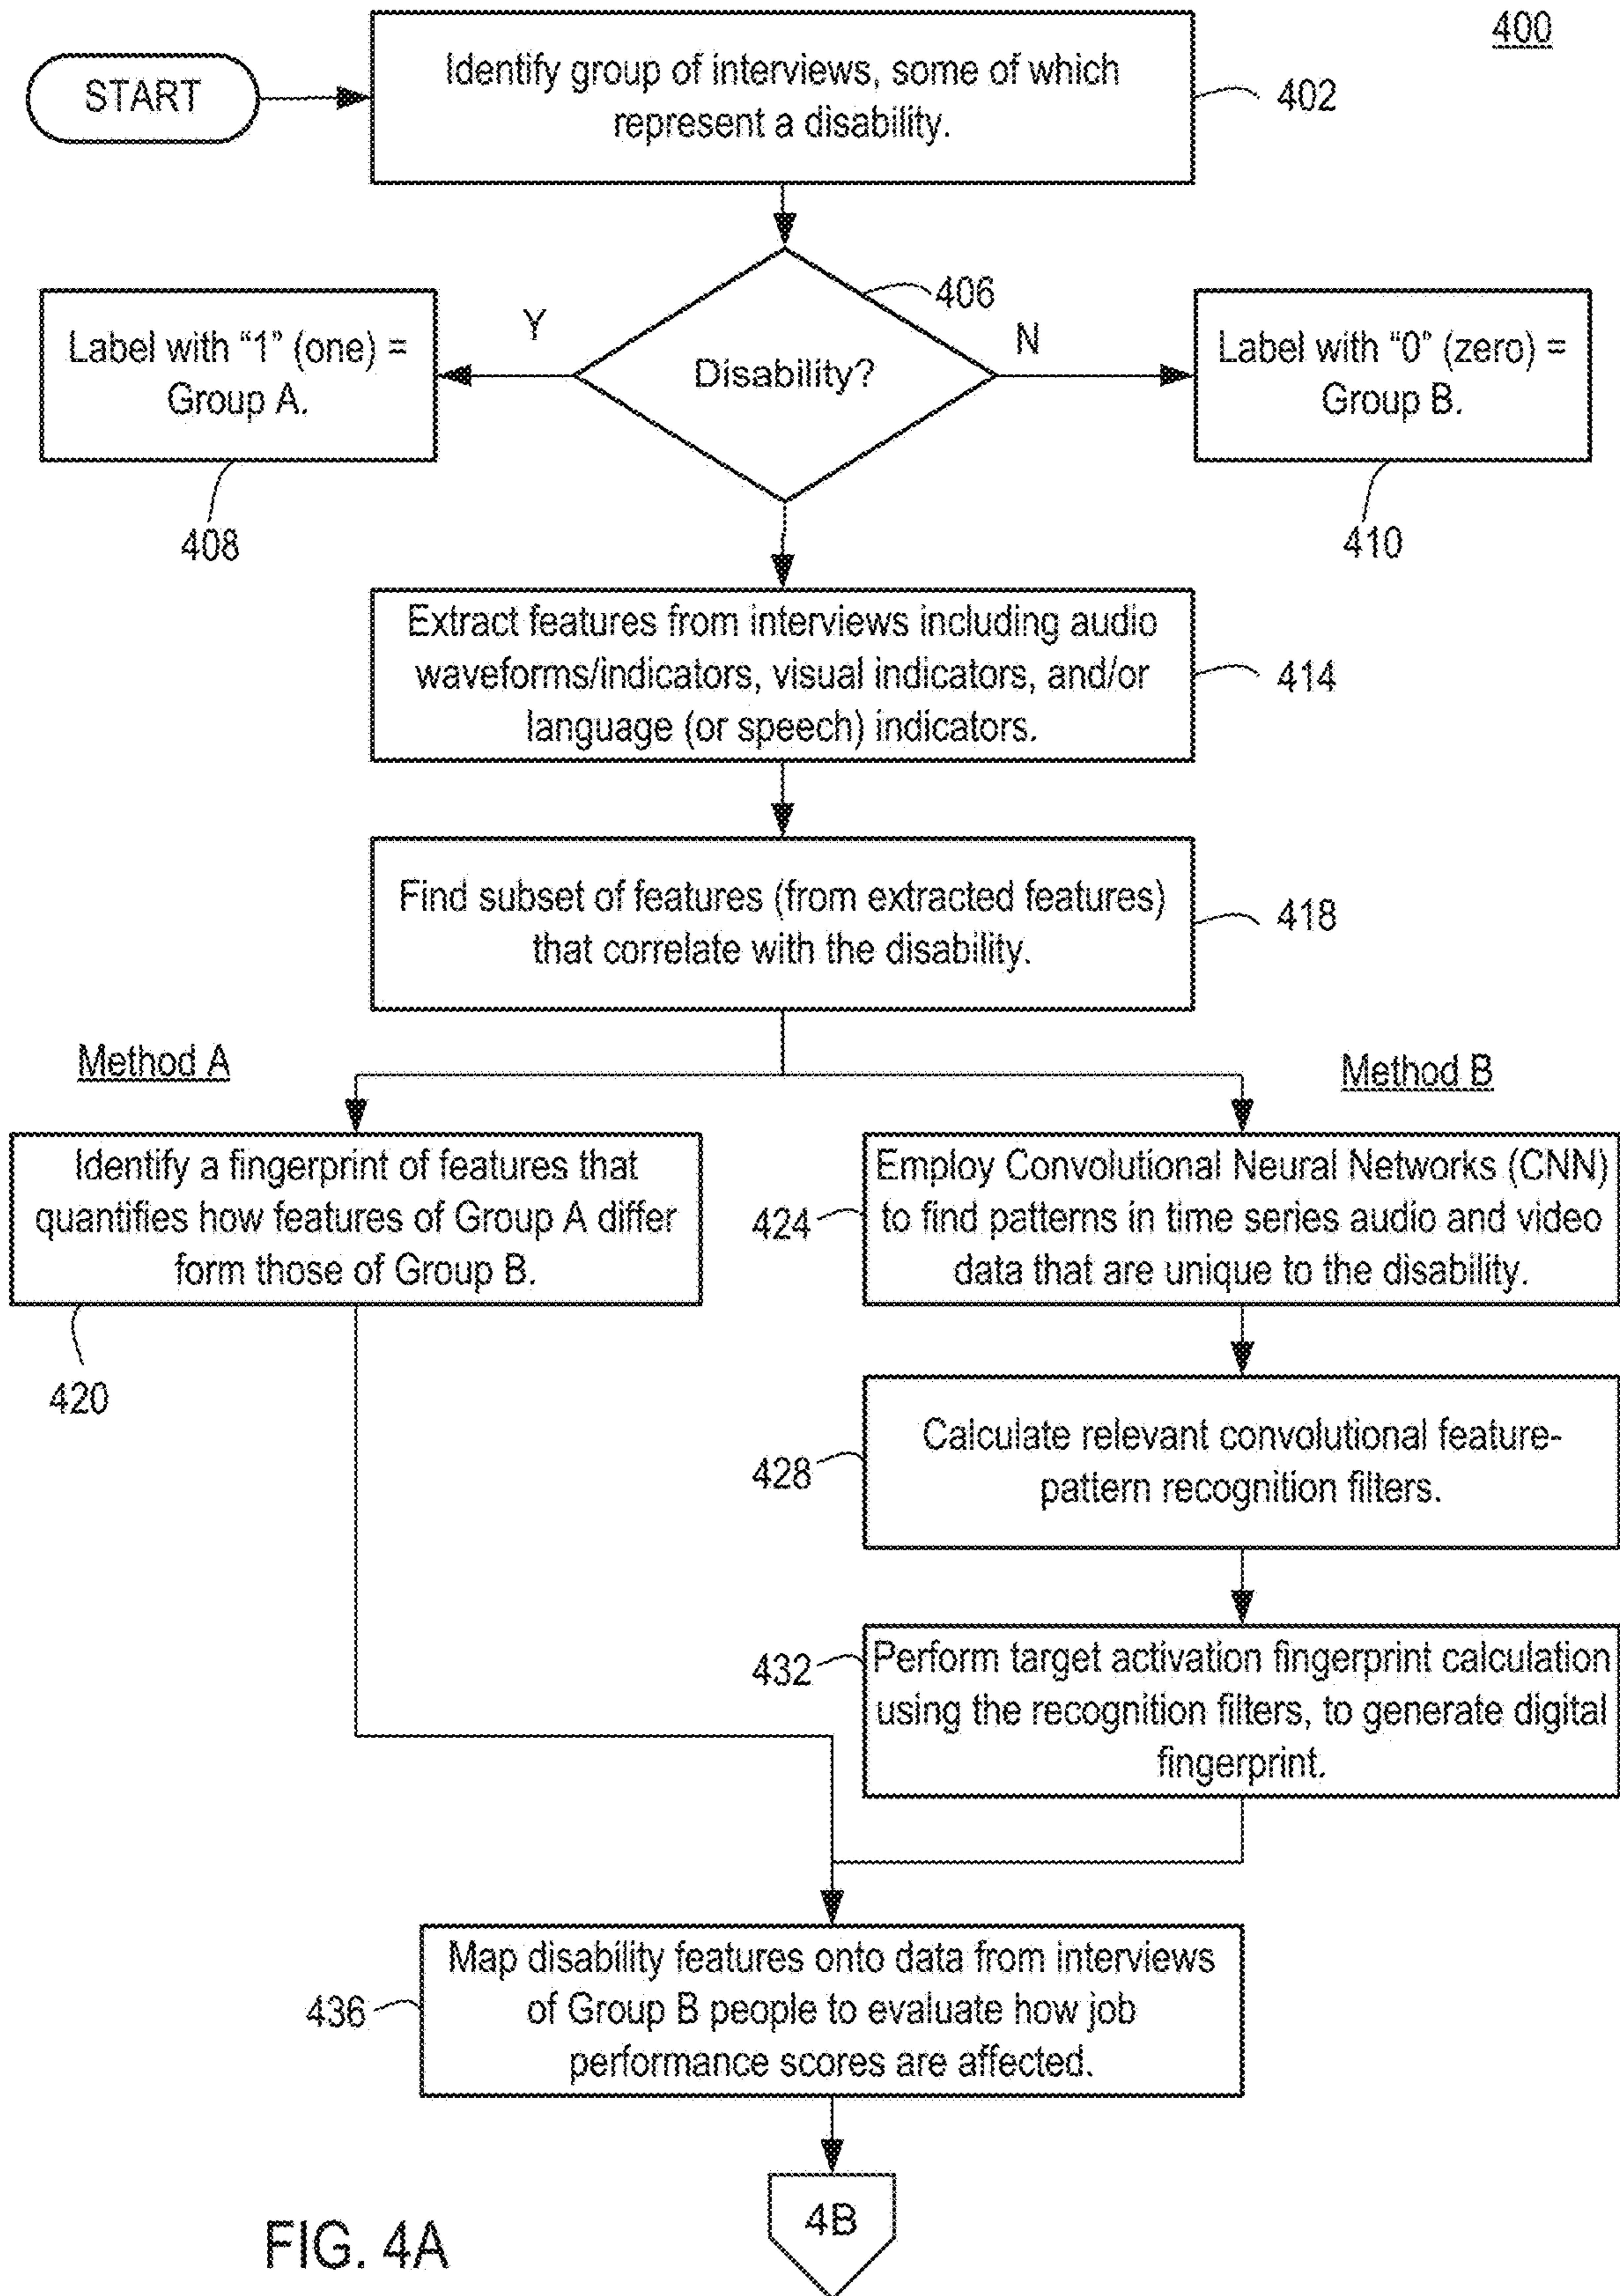 400
START
Identify group of interviews, some of which
represent a disability.
402
406
Y
N
Disability?
Label with “1” (one) =
Group A.
408
Label with “0” (zero) =
Group B.
410
Extract features from interviews including audio
waveforms/indicators, visual indicators, and/or
language (or speech) indicators.
414
Find subset of features (from extracted features)
that correlate with the disability.
418
Method A
Identify a fingerprint of features that
quantifies how features of Group A differ
form those of Group B.
420
Method B
Employ Convolutional Neural Networks (CNN)
to find patterns in time series audio and video
data that are unique to the disability.
424
Calculate relevant convolutional feature-
pattern recognition filters.
428
Perform target activation fingerprint calculation
using the recognition filters, to generate digital
fingerprint.
432
Map disability features onto data from interviews
of Group B people to evaluate how job
performance scores are affected.
436
4B
FIG. 4A